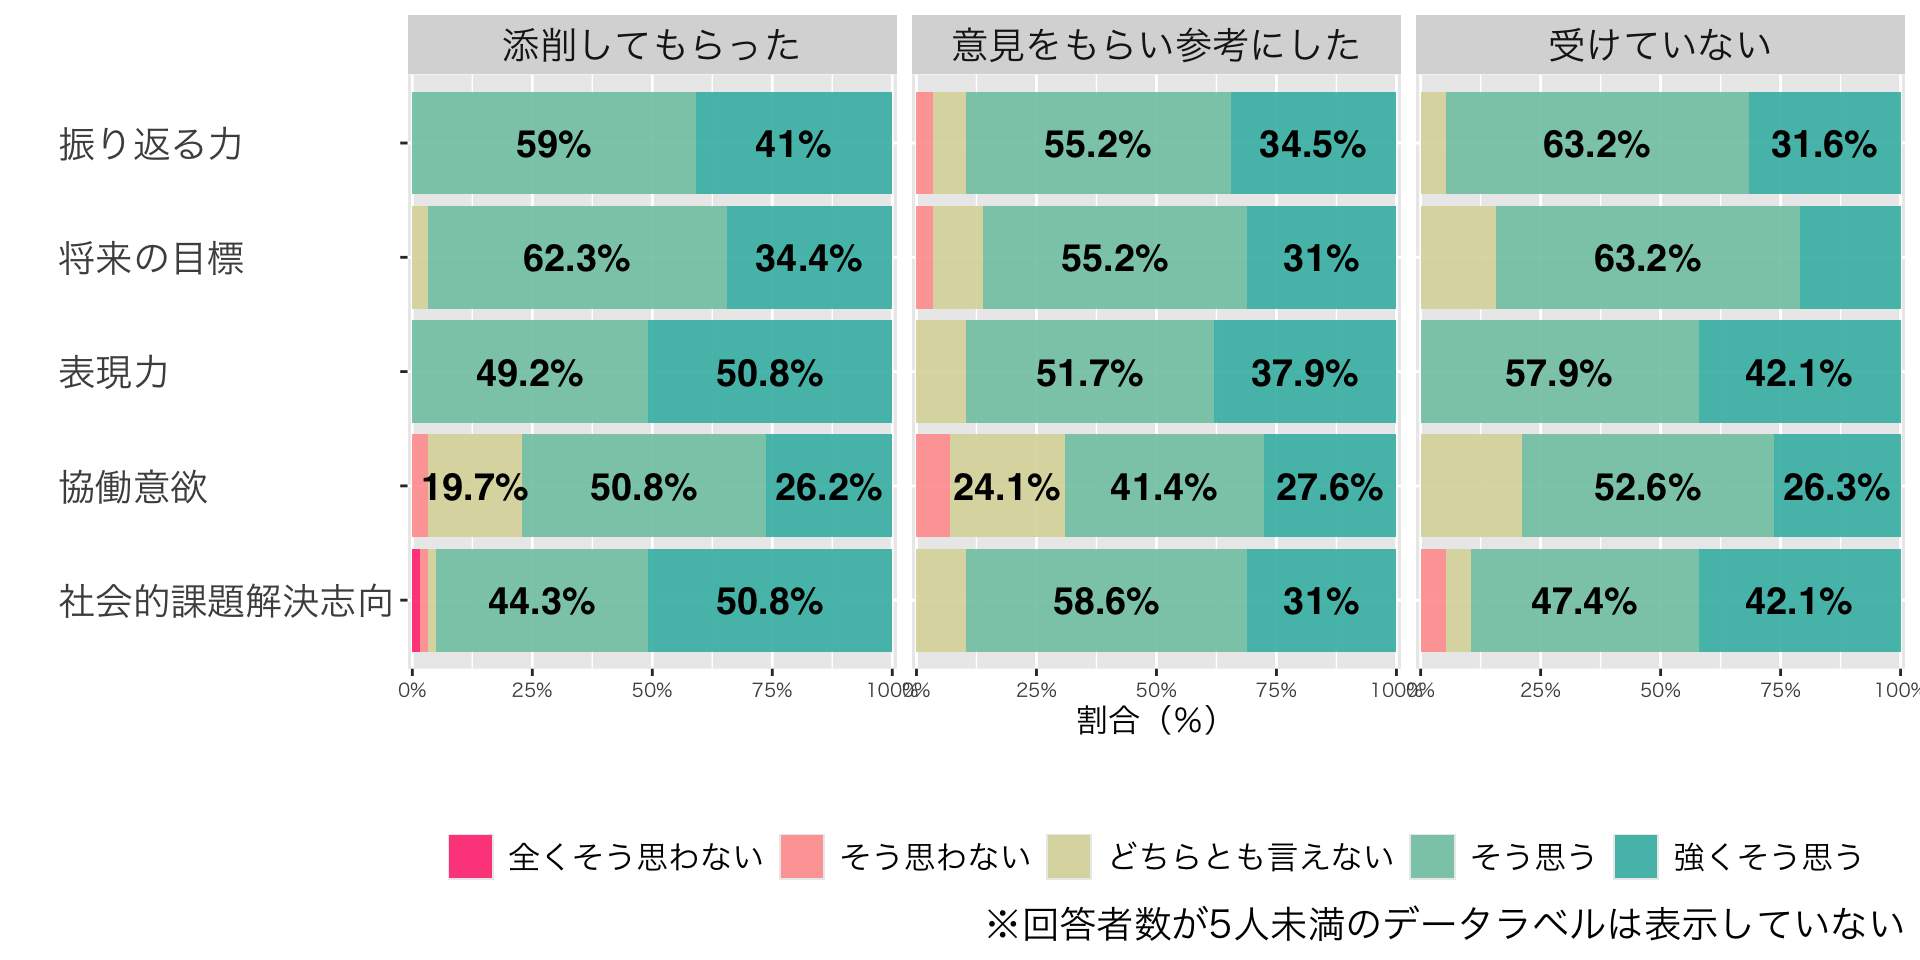 添削してもらった 意見をもらい参考にした 受けていない
振り返る力 59% 41% 55.2% 34.5% 63.2% 31.6%
将来の目標 62.3% 34.4% 55.2% 31% 63.2%
表現力 49.2% 50.8% 51.7% 37.9% 57.9% 42.1%
協働意欲 19.7% 50.8% 26.2% 24.1% 41.4% 27.6% 52.6% 26.3%
社会的課題解決志向 44.3% 50.8% 58.6% 31% 47.4% 42.1%
0% 25% 50% 75% 100% 0% 25% 50% 75% 100% 0% 25% 50% 75% 100%
割合（%）
全くそう思わない そう思わない どちらとも言えない そう思う 強くそう思う
※回答者数が5人未満のデータラベルは表示していない